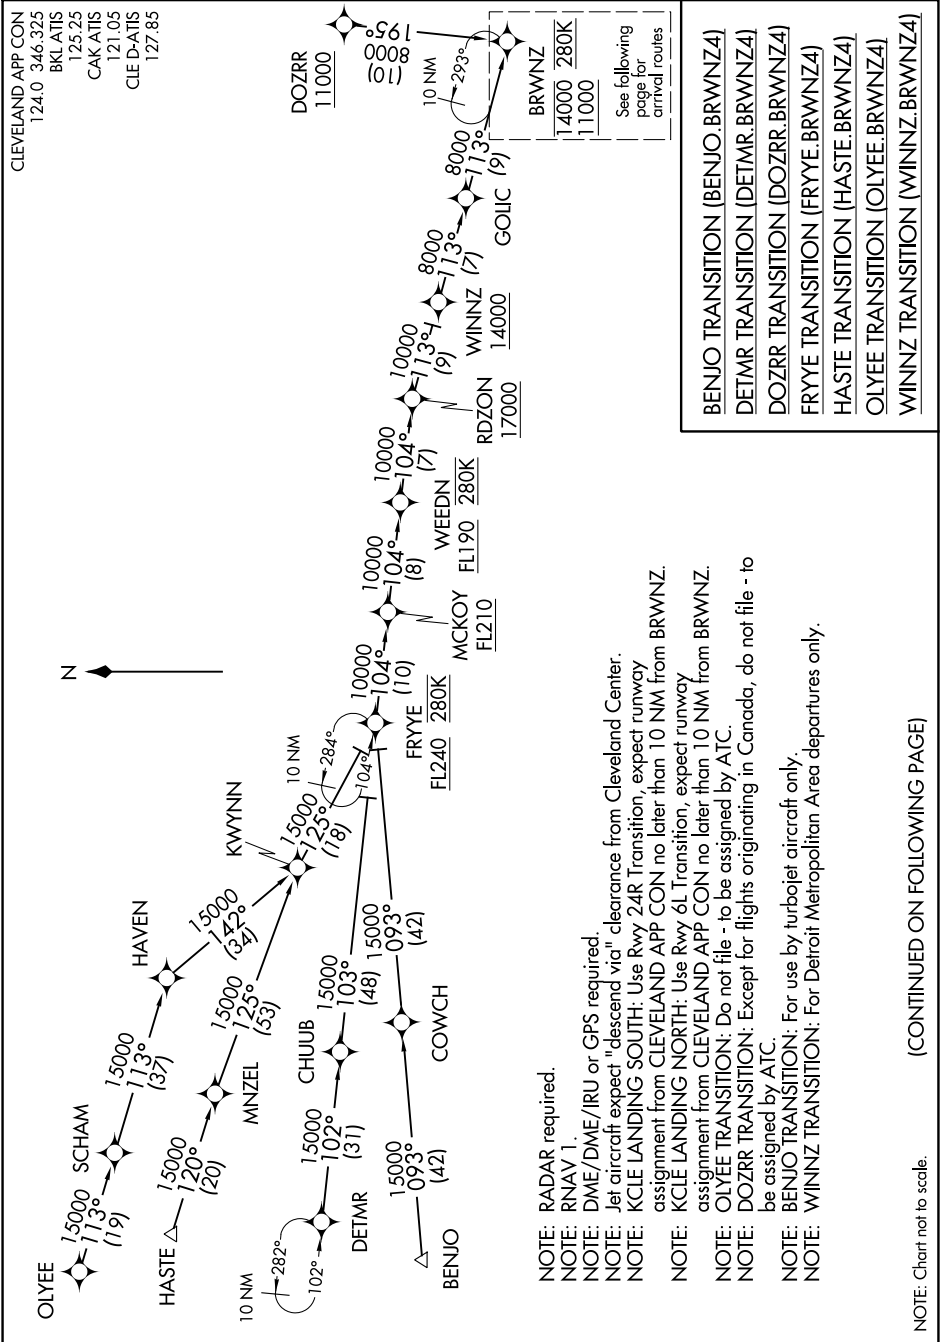 CLEVELAND APP CON
124.0 346.325
BKL ATIS
125.25
CAK ATIS
121.05
CLE D-ATIS
127.85
N
OLYEE
15000
113°
(19)
SCHAM
15000
113°
(37)
HAVEN
15000
142°
(34)
KWYNN
15000
125°
(18)
HASTE
15000
120°
(20)
MNZEL
15000
125°
(53)
10 NM
282°
102°
DETMR
15000
102°
(31)
CHUUB
15000
103°
(48)
BENJO
15000
093°
(42)
COWCH
15000
093°
(42)
10 NM
284°
104°
FRYYE
FL240 280K
10000
104°
(10)
MCKOY
FL210
10000
104°
(8)
WEEDN
FL190 280K
10000
104°
(7)
RDZON
17000
10000
113°
(9)
WINNZ
14000
8000
113°
(7)
GOLIC
8000
113°
(9)
DOZRR
11000
195°
8000
(10)
10 NM
293°
BRWNZ
14000 280K
11000
See following
page for
arrival routes
NOTE: RADAR required.
NOTE: RNAV 1.
NOTE: DME/DME/IRU or GPS required.
NOTE: Jet aircraft expect "descend via" clearance from Cleveland Center.
NOTE: KCLE LANDING SOUTH: Use Rwy 24R Transition, expect runway
assignment from CLEVELAND APP CON no later than 10 NM from BRWNZ.
NOTE: KCLE LANDING NORTH: Use Rwy 6L Transition, expect runway
assignment from CLEVELAND APP CON no later than 10 NM from BRWNZ.
NOTE: OLYEE TRANSITION: Do not file - to be assigned by ATC.
NOTE: DOZRR TRANSITION: Except for flights originating in Canada, do not file - to
be assigned by ATC.
NOTE: BENJO TRANSITION: For use by turbojet aircraft only.
NOTE: WINNZ TRANSITION: For Detroit Metropolitan Area departures only.
BENJO TRANSITION (BENJO.BRWNZ4)
DETMR TRANSITION (DETMR.BRWNZ4)
DOZRR TRANSITION (DOZRR.BRWNZ4)
FRYYE TRANSITION (FRYYE.BRWNZ4)
HASTE TRANSITION (HASTE.BRWNZ4)
OLYEE TRANSITION (OLYEE.BRWNZ4)
WINNZ TRANSITION (WINNZ.BRWNZ4)
NOTE: Chart not to scale.
(CONTINUED ON FOLLOWING PAGE)